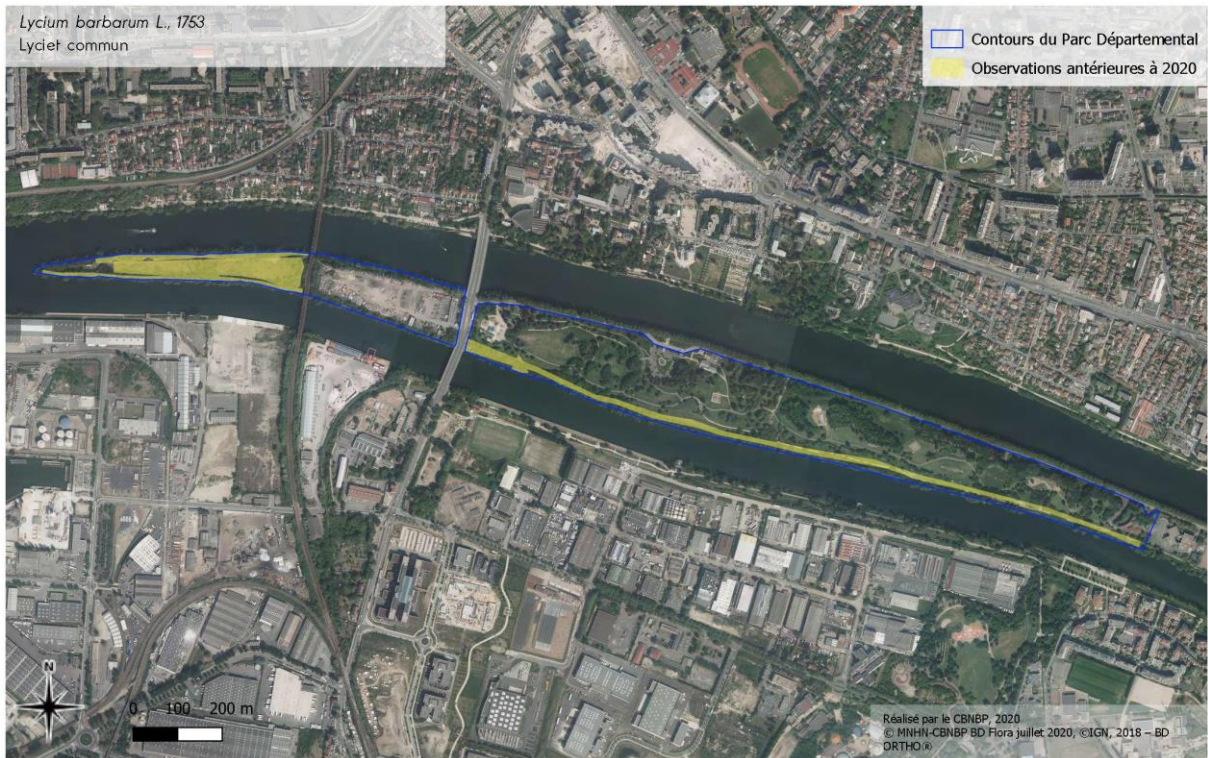 Lycium barbarum L., 1753
Lyciet commun
Contours du Parc Départemental
Observations antérieures à 2020
N
0 100 200 m
Réalisé par le CBNBP, 2020
© MNHN-CBNBP BD Flora juillet 2020, ©IGN, 2018 – BD
ORTHO®